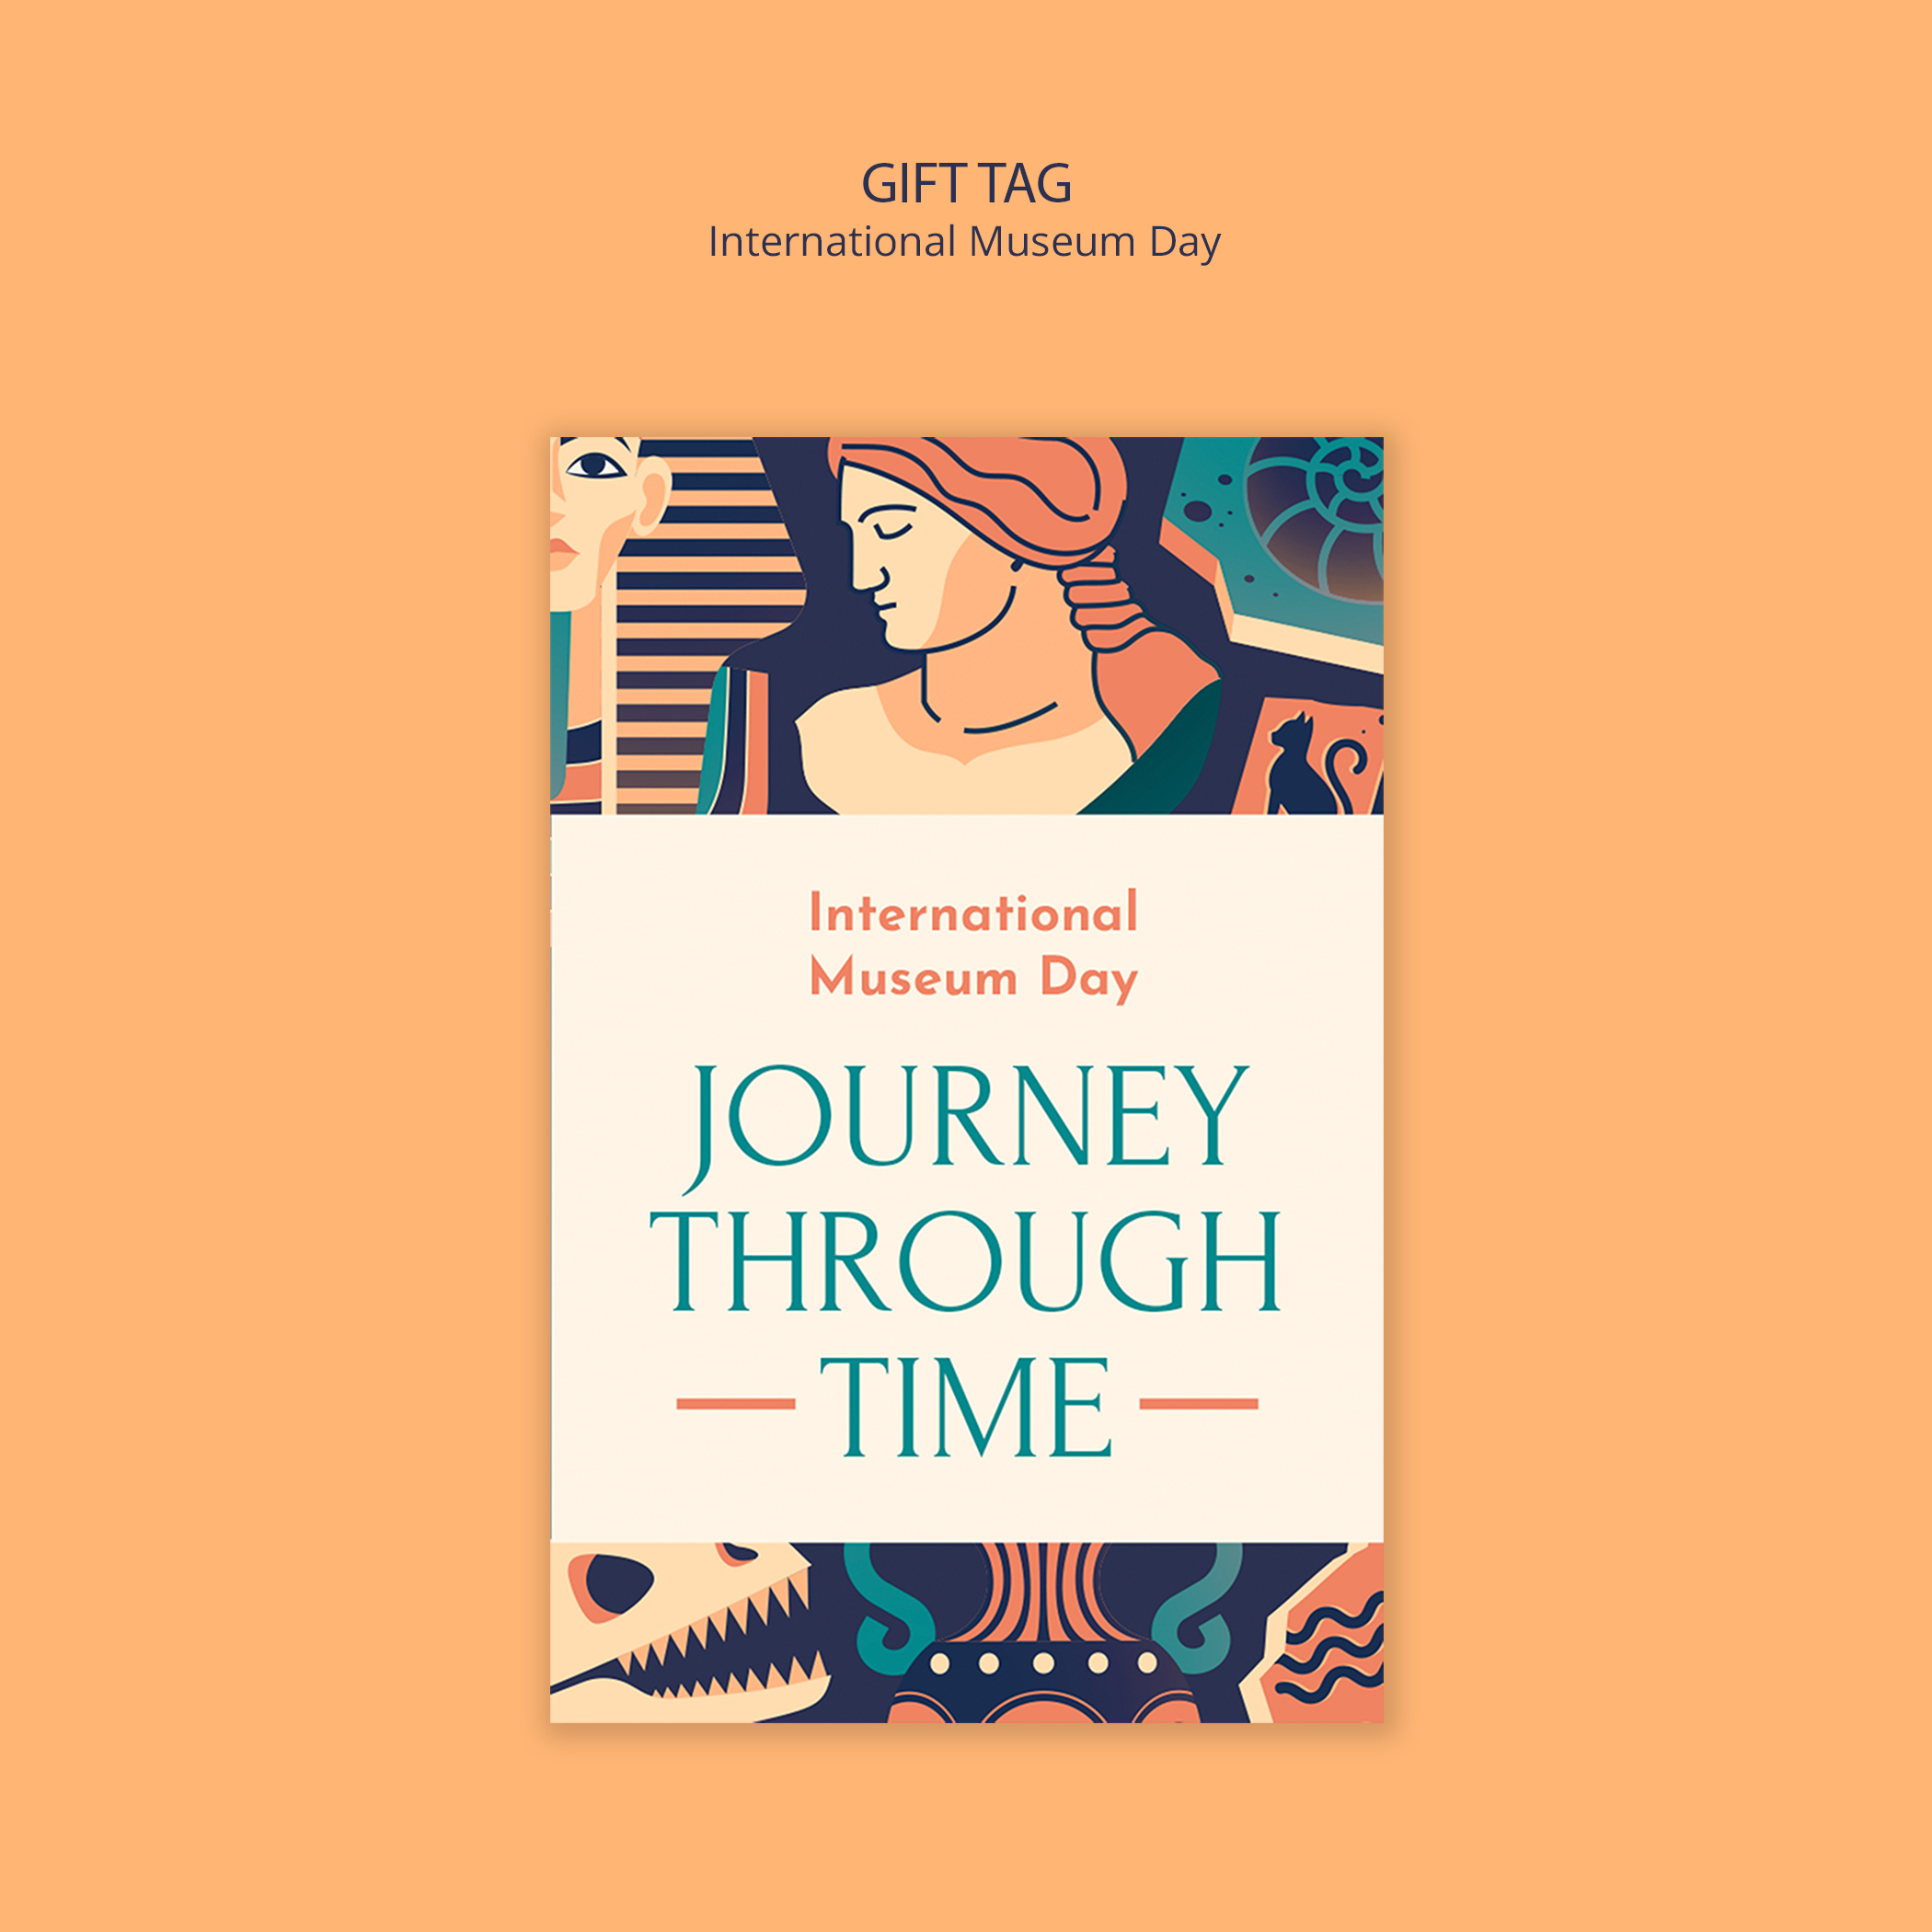 GIFT TAG
International Museum Day
International
Museum Day
JOURNEY
THROUGH
TIME